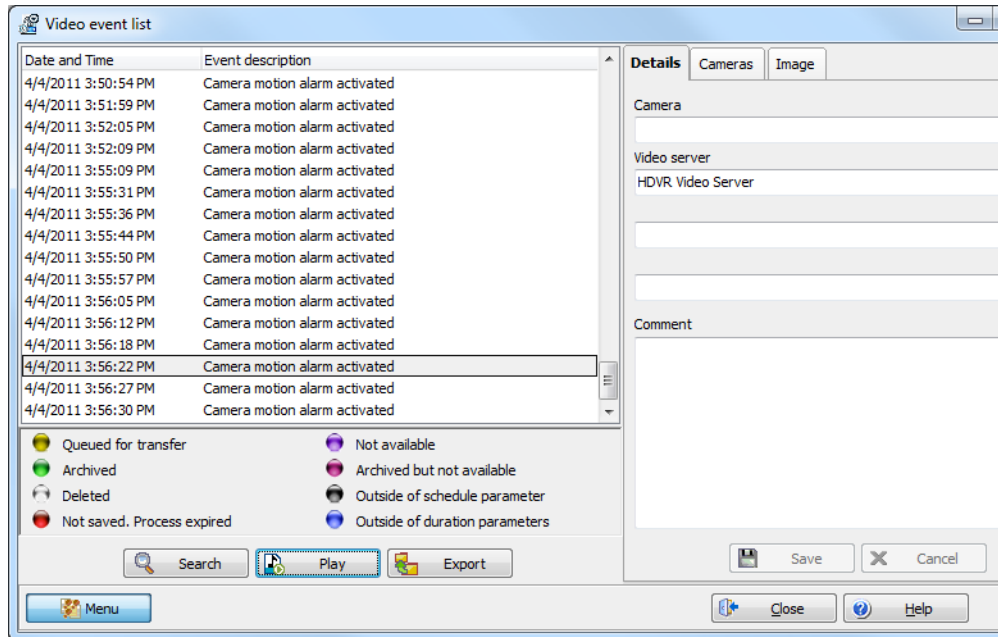 Video event list
Date and Time Event description
4/4/2011 3:50:54 PM Camera motion alarm activated
4/4/2011 3:51:59 PM Camera motion alarm activated
4/4/2011 3:52:05 PM Camera motion alarm activated
4/4/2011 3:52:09 PM Camera motion alarm activated
4/4/2011 3:55:09 PM Camera motion alarm activated
4/4/2011 3:55:31 PM Camera motion alarm activated
4/4/2011 3:55:36 PM Camera motion alarm activated
4/4/2011 3:55:44 PM Camera motion alarm activated
4/4/2011 3:55:50 PM Camera motion alarm activated
4/4/2011 3:55:57 PM Camera motion alarm activated
4/4/2011 3:56:05 PM Camera motion alarm activated
4/4/2011 3:56:12 PM Camera motion alarm activated
4/4/2011 3:56:18 PM Camera motion alarm activated
4/4/2011 3:56:22 PM Camera motion alarm activated
4/4/2011 3:56:27 PM Camera motion alarm activated
4/4/2011 3:56:30 PM Camera motion alarm activated
Queued for transfer Not available
Archived Archived but not available
Deleted Outside of schedule parameter
Not saved. Process expired Outside of duration parameters
Search Play Export
Details Cameras Image
Camera
Video server
HDVR Video Server
Comment
Save Cancel
Menu Close Help